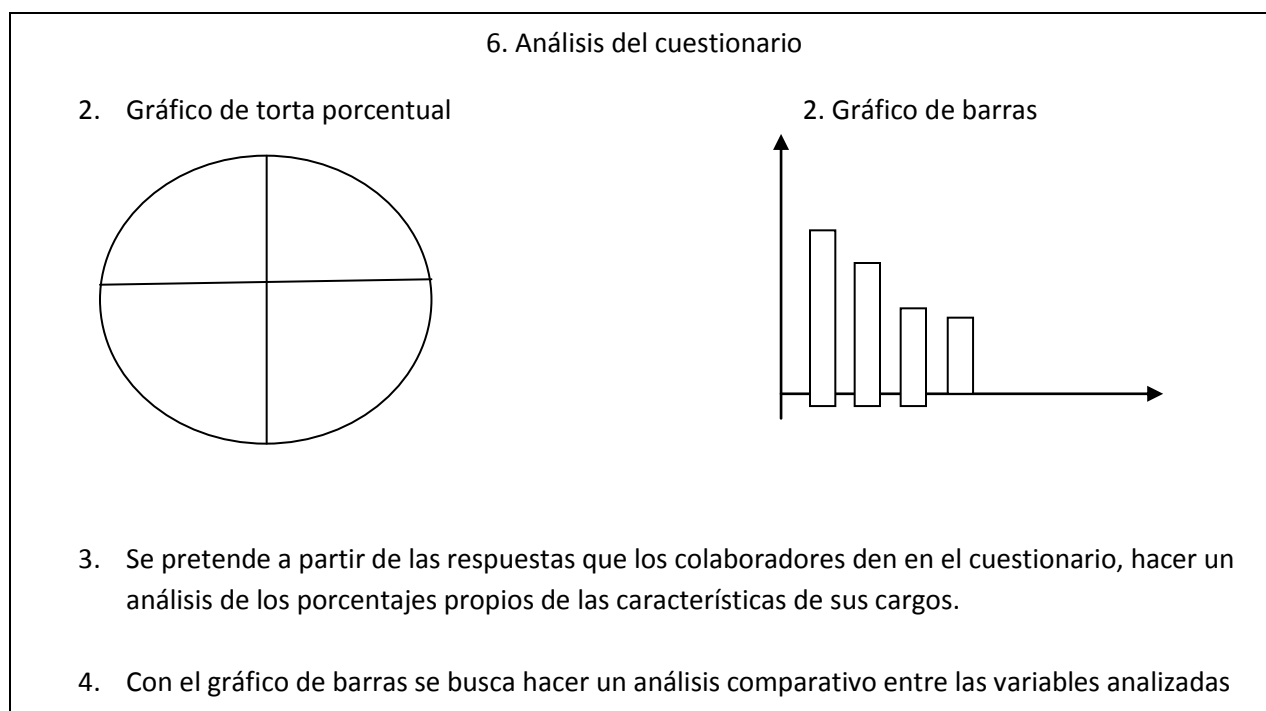 6. Análisis del cuestionario
2. Gráfico de torta porcentual
2. Gráfico de barras
3. Se pretende a partir de las respuestas que los colaboradores den en el cuestionario, hacer un
análisis de los porcentajes propios de las características de sus cargos.
4. Con el gráfico de barras se busca hacer un análisis comparativo entre las variables analizadas